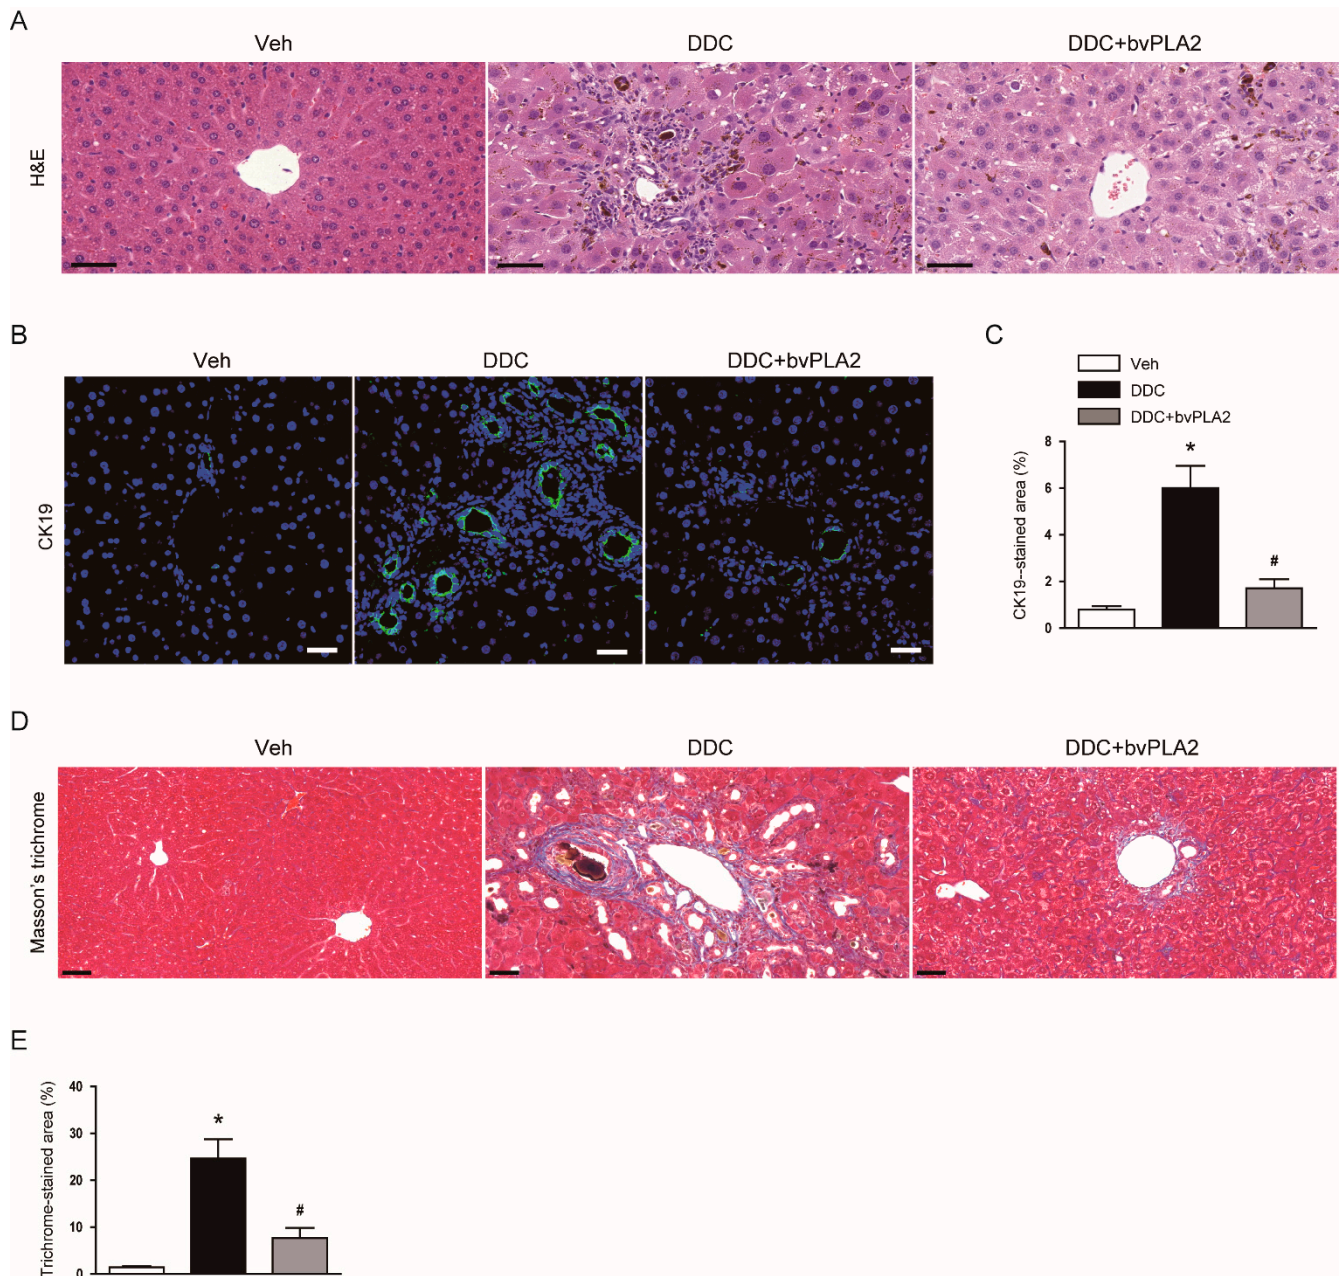 A
Veh DDC DDC+bvPLA2
H&E
B
Veh DDC DDC+bvPLA2
CK19
C
Veh
DDC
DDC+bvPLA2
CK19--stained area (%)
8
6
4
2
0
*
#
D
Veh DDC DDC+bvPLA2
Masson's trichrome
E
Trichrome-stained area (%)
40
30
20
10
0
*
#